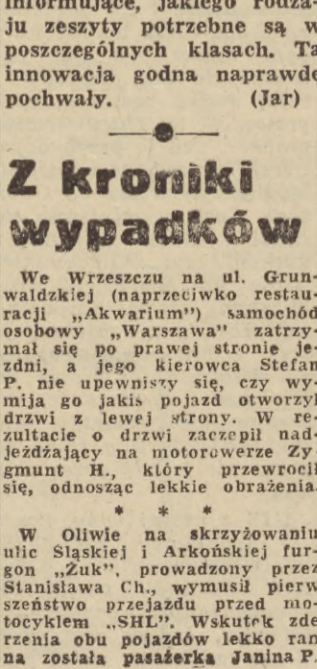 informujące, jakiego rodza-
ju zeszyty potrzebne są w
poszczególnych klasach. Ta
innowacja godna naprawdę
pochwały. (Jar)
Z kroniki
wypadków
We Wrzeszczu na ul. Grun-
waldzkiej (naprzeciwko restau-
racji „Akwarium") samochód
osobowy „Warszawa" zatrzy-
mał się po prawej stronie je-
zdni, a jego kierowca Stefan
P. nie upewniszy się, czy wy-
mija go jakis pojazd otworzył
drzwi z lewej strony. W re-
zultacie o drzwi zaczepił nad-
jeżdżający na motorowerze Zy-
gmunt H., który przewrocił
się, odnosząc lekkie obrażenia.
* * *
W Oliwie na skrzyżowaniu
ulic Śląskiej i Arkońskiej fur-
gon „Żuk", prowadzony przez
Stanisława Ch., wymusił pierw
szeństwo przejazdu przed mo-
tocyklem „SHL". Wskutek zde
rzenia obu pojazdów lekko ran
na została pasażerka Janina P.